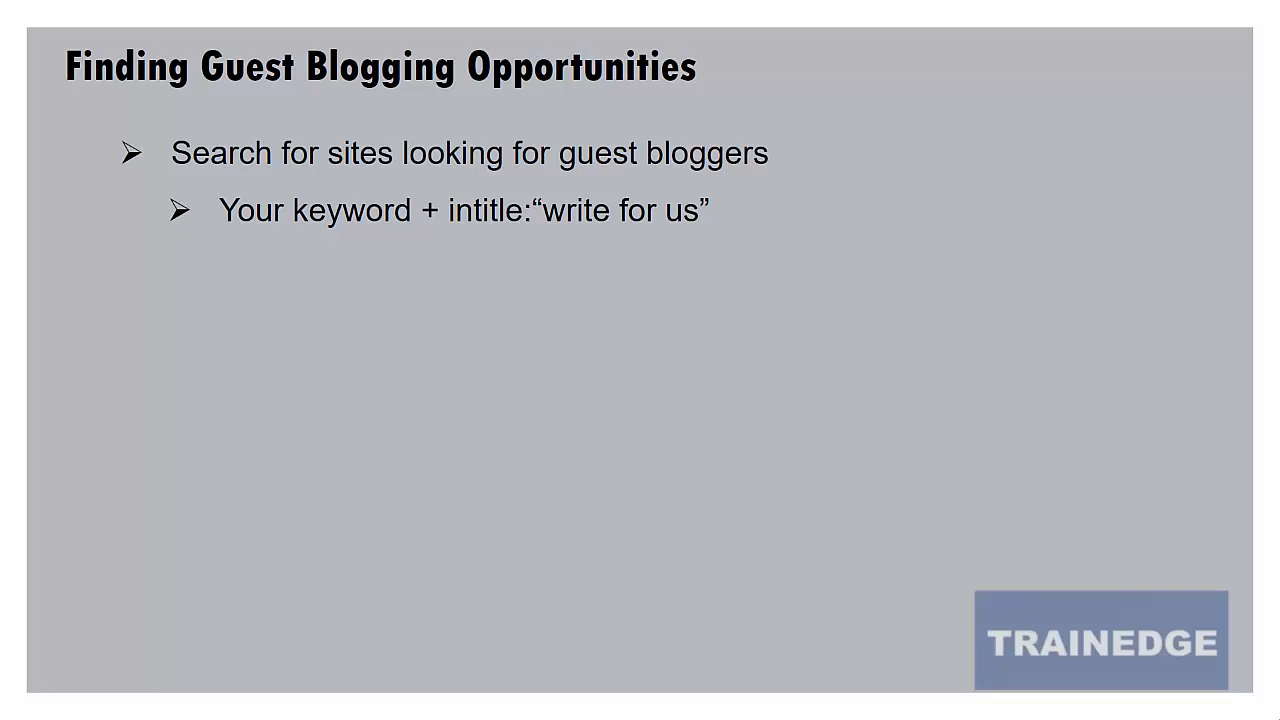 Finding Guest Blogging Opportunities
Search for sites looking for guest bloggers
Your keyword + intitle:“write for us”
TRAINEDGE